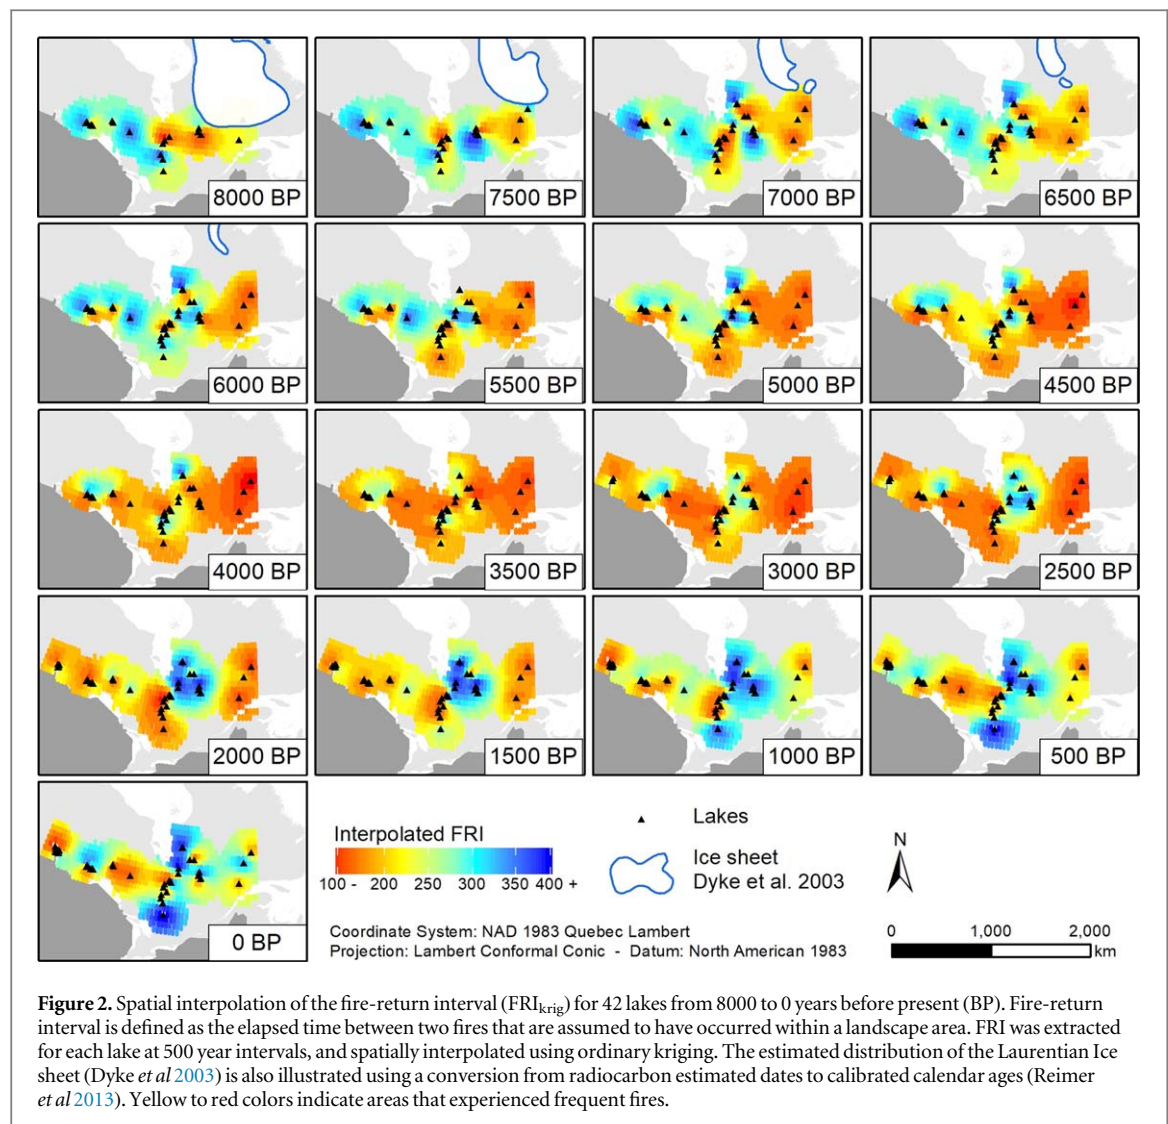 8000 BP
7500 BP
7000 BP
6500 BP
6000 BP
5500 BP
5000 BP
4500 BP
4000 BP
3500 BP
3000 BP
2500 BP
2000 BP
1500 BP
1000 BP
500 BP
0 BP
Interpolated FRI
100 - 200 250 300 350 400 +
Lakes
Ice sheet
Dyke et al. 2003
N
Coordinate System: NAD 1983 Quebec Lambert
Projection: Lambert Conformal Conic - Datum: North American 1983
0 1,000 2,000
km
Figure 2. Spatial interpolation of the fire-return interval (FRIkrig) for 42 lakes from 8000 to 0 years before present (BP). Fire-return
interval is defined as the elapsed time between two fires that are assumed to have occurred within a landscape area. FRI was extracted
for each lake at 500 year intervals, and spatially interpolated using ordinary kriging. The estimated distribution of the Laurentian Ice
sheet (Dyke et al 2003) is also illustrated using a conversion from radiocarbon estimated dates to calibrated calendar ages (Reimer
et al 2013). Yellow to red colors indicate areas that experienced frequent fires.